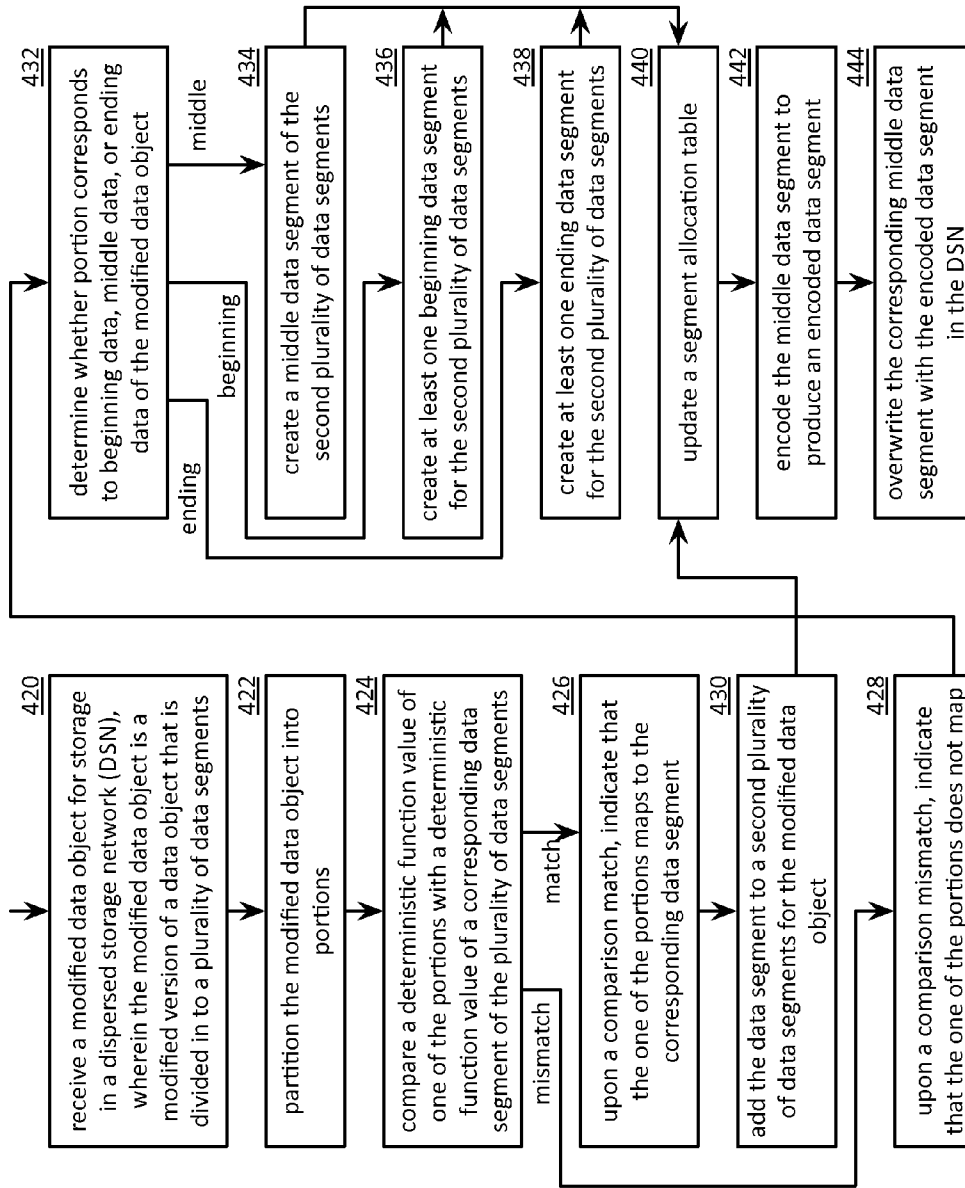 420
receive a modified data object for storage
in a dispersed storage network (DSN),
wherein the modified data object is a
modified version of a data object that is
divided in to a plurality of data segments
422
partition the modified data object into
portions
424
compare a deterministic function value of
one of the portions with a deterministic
function value of a corresponding data
segment of the plurality of data segments
mismatch
match
426
upon a comparison match, indicate that
the one of the portions maps to the
corresponding data segment
430
add the data segment to a second plurality
of data segments for the modified data
object
428
upon a comparison mismatch, indicate
that the one of the portions does not map
432
determine whether portion corresponds
to beginning data, middle data, or ending
data of the modified data object
ending
beginning
middle
434
create a middle data segment of the
second plurality of data segments
436
create at least one beginning data segment
for the second plurality of data segments
438
create at least one ending data segment
for the second plurality of data segments
440
update a segment allocation table
442
encode the middle data segment to
produce an encoded data segment
444
overwrite the corresponding middle data
segment with the encoded data segment
in the DSN